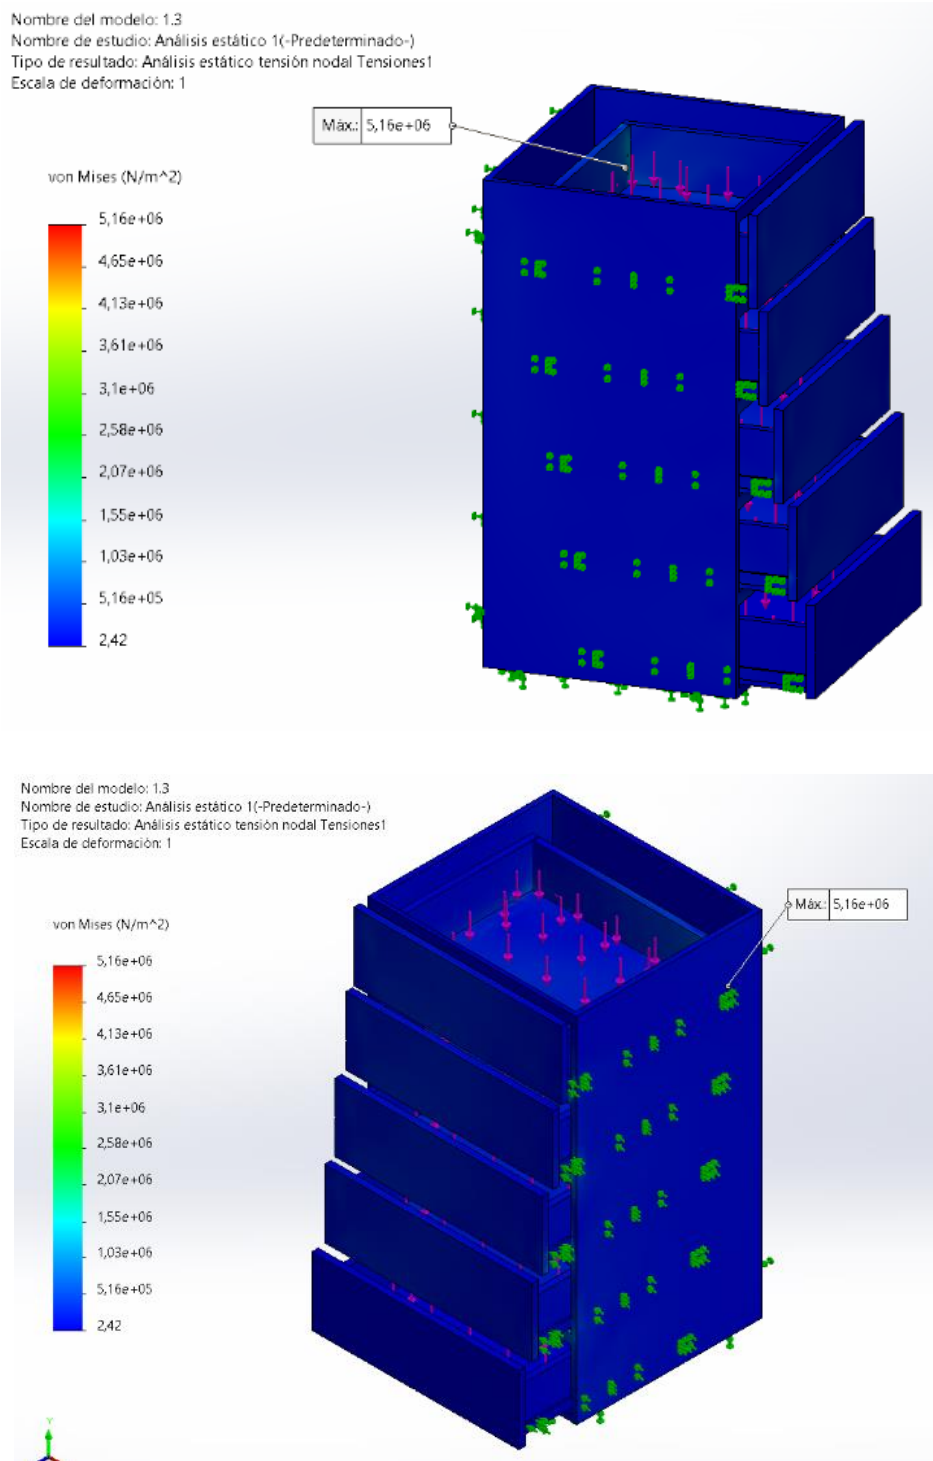 Nombre del modelo: 1.3
Nombre de estudio: Análisis estático 1(-Predeterminado-)
Tipo de resultado: Análisis estático tensión nodal Tensiones1
Escala de deformación: 1
Máx.: 5,16e+06
von Mises (N/m^2)
5,16e+06
4,65e+06
4,13e+06
3,61e+06
3,1e+06
2,58e+06
2,07e+06
1,55e+06
1,03e+06
5,16e+05
2,42
Nombre del modelo: 1.3
Nombre de estudio: Análisis estático 1(-Predeterminado-)
Tipo de resultado: Análisis estático tensión nodal Tensiones1
Escala de deformación: 1
Máx.: 5,16e+06
von Mises (N/m^2)
5,16e+06
4,65e+06
4,13e+06
3,61e+06
3,1e+06
2,58e+06
2,07e+06
1,55e+06
1,03e+06
5,16e+05
2,42
Y